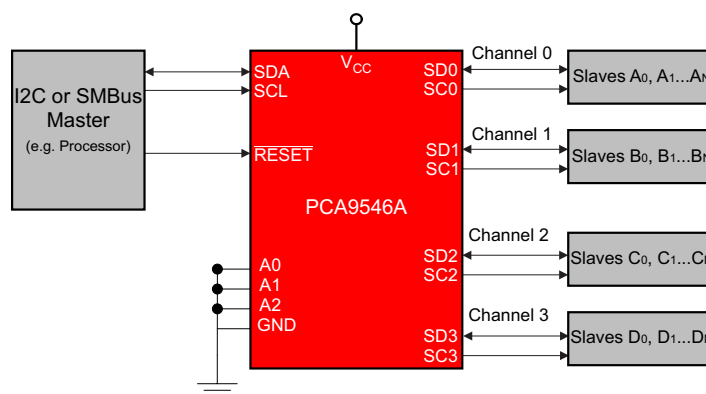 I2C or SMBus
Master
(e.g. Processor)
VCC
SDA
SCL
RESET
PCA9546A
A0
A1
A2
GND
SD0
SC0
SD1
SC1
SD2
SC2
SD3
SC3
Channel 0
Slaves A0, A1...AN
Channel 1
Slaves B0, B1...BN
Channel 2
Slaves C0, C1...C
Channel 3
Slaves D0, D1...D